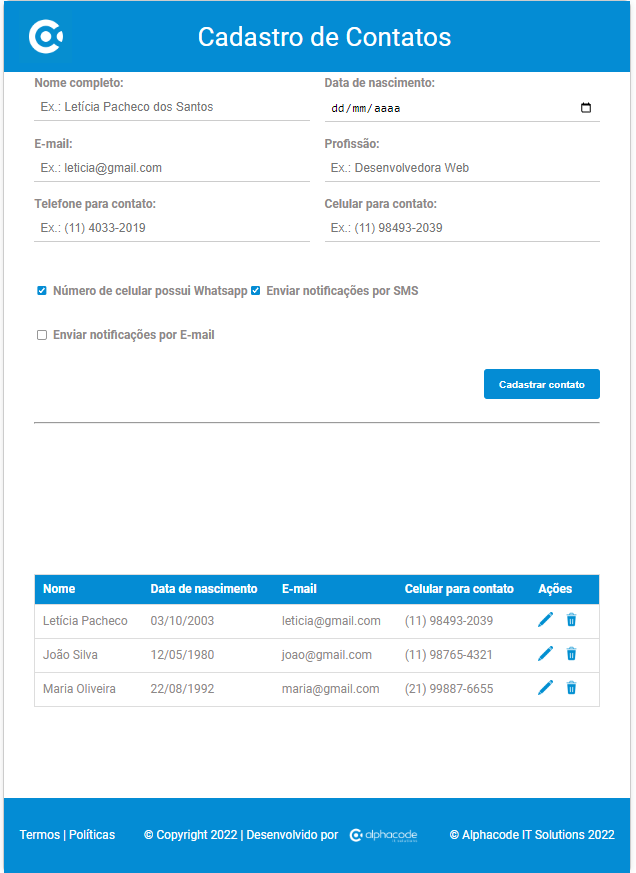 Cadastro de Contatos
Nome completo: Data de nascimento:
Ex.: Letícia Pacheco dos Santos dd/mm/aaaa
E-mail: Profissão:
Ex.: leticia@gmail.com Ex.: Desenvolvedora Web
Telefone para contato: Celular para contato:
Ex.: (11) 4033-2019 Ex.: (11) 98493-2039
Número de celular possui Whatsapp Enviar notificações por SMS
Enviar notificações por E-mail
Cadastrar contato
Nome Data de nascimento E-mail Celular para contato Ações
Letícia Pacheco 03/10/2003 leticia@gmail.com (11) 98493-2039
João Silva 12/05/1980 joao@gmail.com (11) 98765-4321
Maria Oliveira 22/08/1992 maria@gmail.com (21) 99887-6655
Termos | Políticas © Copyright 2022 | Desenvolvido por alphacode © Alphacode IT Solutions 2022
IT solutions